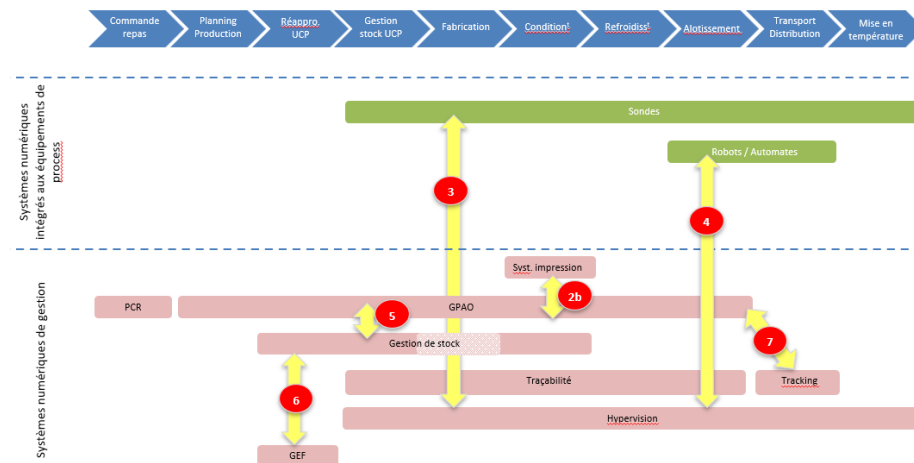 Commande
repas
Planning
Production
Réappro.
UCP
Gestion
stock UCP
Fabrication
Conditiont
Refroidisst
Alotissement
Transport
Distribution
Mise en
température
Systèmes numériques
intégrés aux équipements de
process
Sondes
Robots / Automates
3
4
Systèmes numériques de gestion
Syst. impression
2b
PCR
GPAO
5
Gestion de stock
7
Traçabilité
Tracking
6
Hypervision
GEF